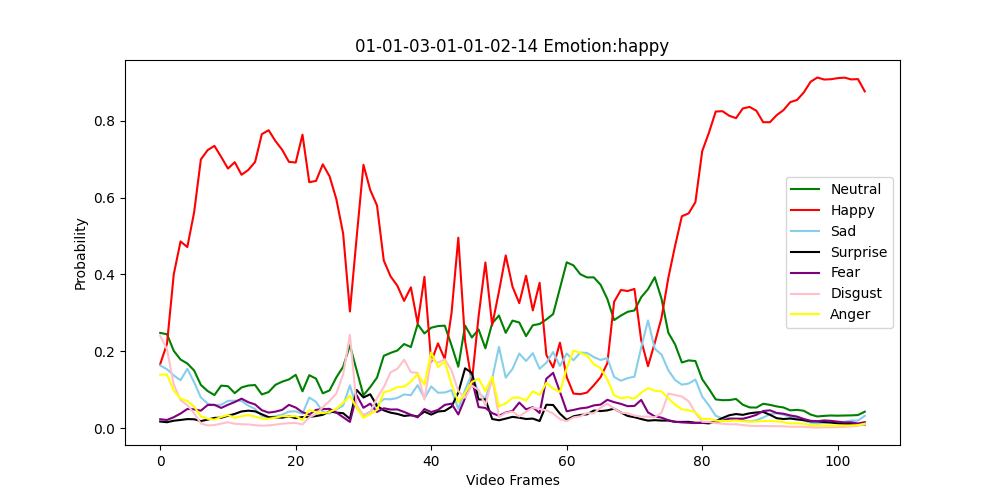 01-01-03-01-01-02-14 Emotion:happy
Probability
0.8
0.6
0.4
0.2
0.0
Neutral
Happy
Sad
Surprise
Fear
Disgust
Anger
0 20 40 60 80 100
Video Frames